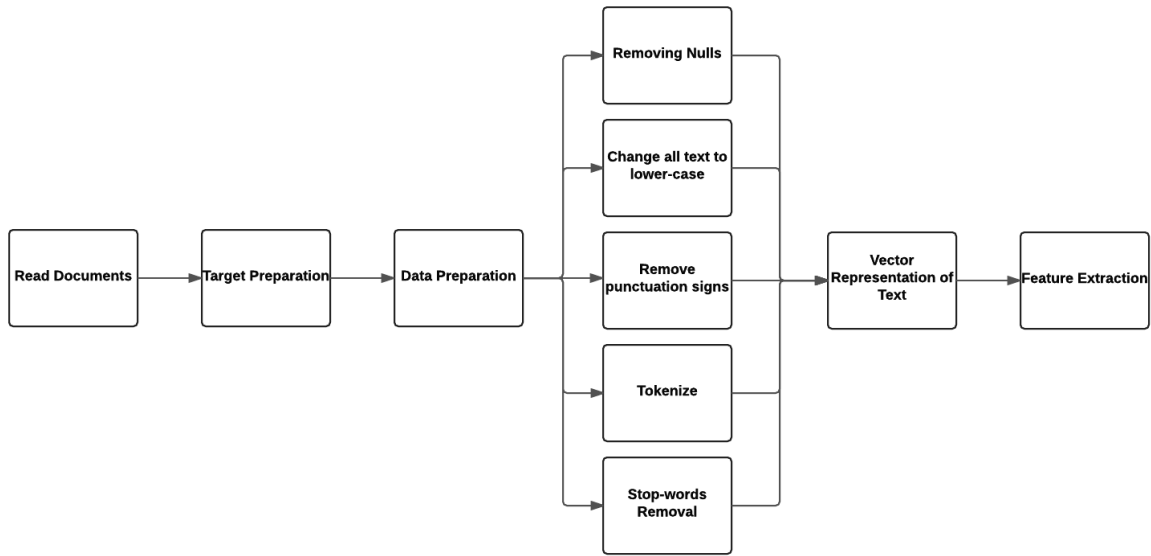 Read Documents
Target Preparation
Data Preparation
Removing Nulls
Change all text to
lower-case
Remove
punctuation signs
Tokenize
Stop-words
Removal
Vector
Representation of
Text
Feature Extraction